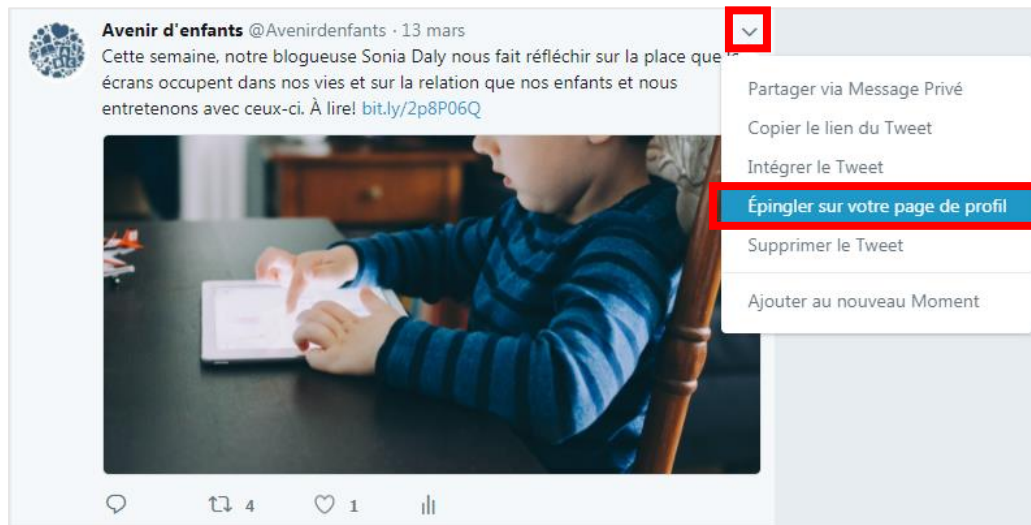 Avenir d'enfants @Avenirdenfants · 13 mars
Cette semaine, notre blogueuse Sonia Daly nous fait réfléchir sur la place que
écrans occupent dans nos vies et sur la relation que nos enfants et nous
entretenons avec ceux-ci. À lire! bit.ly/2p8P06Q
Partager via Message Privé
Copier le lien du Tweet
Intégrer le Tweet
Épingler sur votre page de profil
Supprimer le Tweet
Ajouter au nouveau Moment
4 1